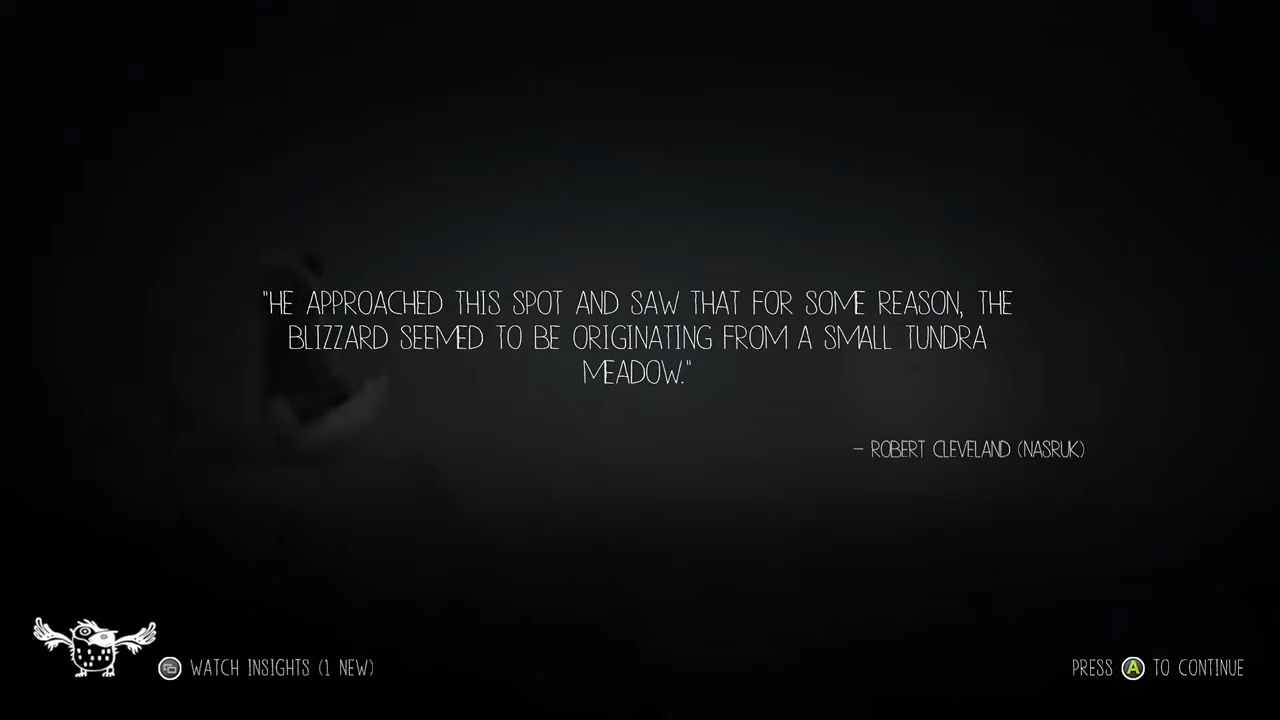 "HE APPROACHED THIS SPOT AND SAW THAT FOR SOME REASON, THE
BLIZZARD SEEMED TO BE ORIGINATING FROM A SMALL TUNDRA
MEADOW."
– ROBERT CLEVELAND (NASRUK)
WATCH INSIGHTS (1 NEW)
PRESS A TO CONTINUE